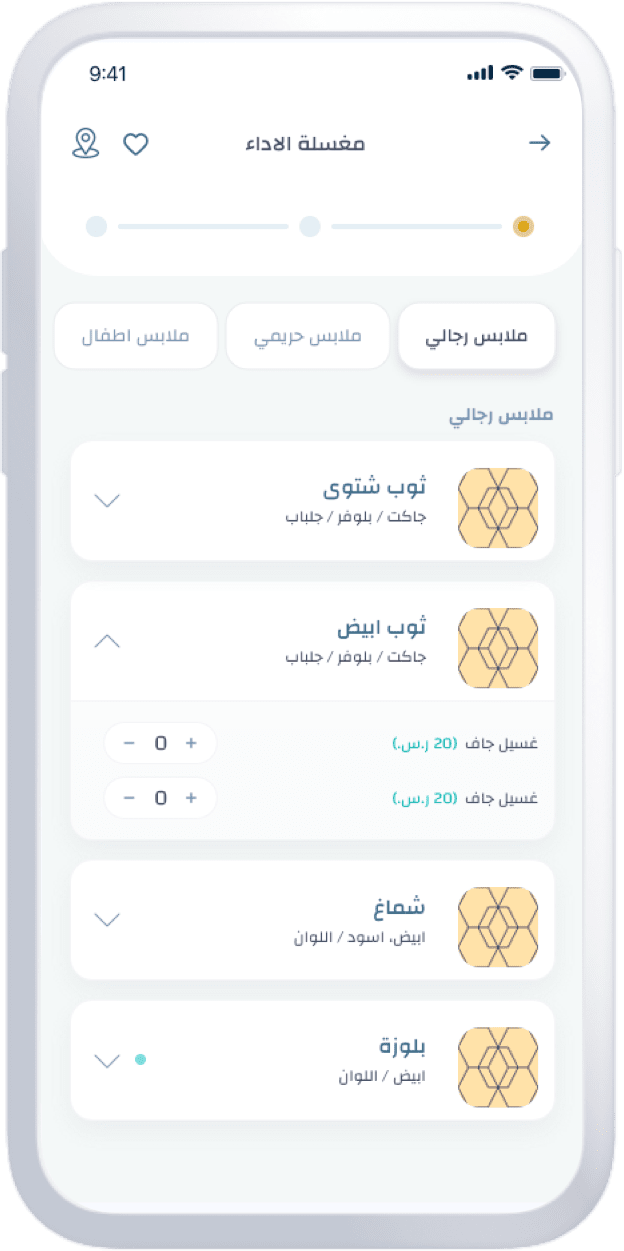 9:41
مغسلة الاداء
ملابس رجالي
ملابس حريمي
ملابس اطفال
ملابس رجالي
ثوب شتوى
جاكت / بلوفر / جلباب
ثوب ابيض
جاكت / بلوفر / جلباب
غسيل جاف (20 ر.س.) + 0 −
غسيل جاف (20 ر.س.) + 0 −
شماغ
ابيض، اسود / اللوان
بلوزة
ابيض / اللوان